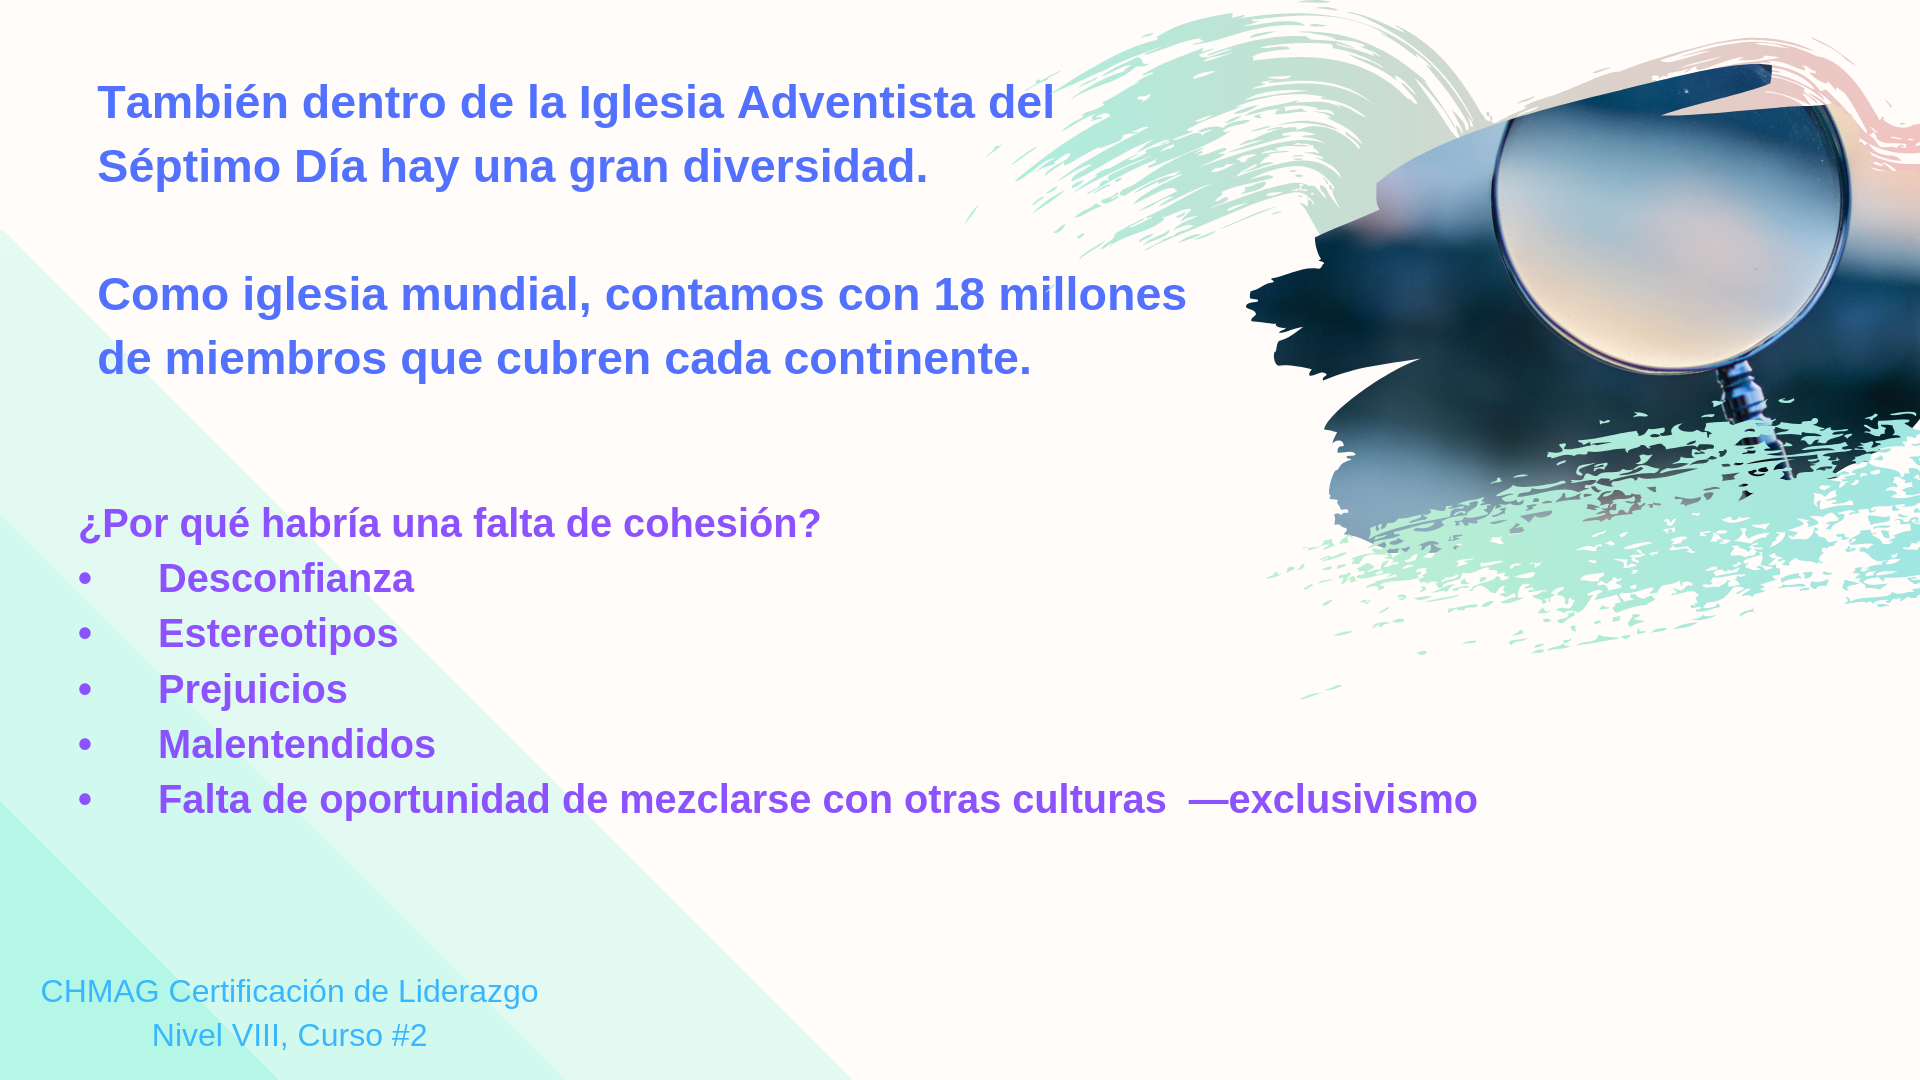 También dentro de la Iglesia Adventista del
Séptimo Día hay una gran diversidad.
Como iglesia mundial, contamos con 18 millones
de miembros que cubren cada continente.
¿Por qué habría una falta de cohesión?
• Desconfianza
• Estereotipos
• Prejuicios
• Malentendidos
• Falta de oportunidad de mezclarse con otras culturas —exclusivismo
CHMAG Certificación de Liderazgo
Nivel VIII, Curso #2